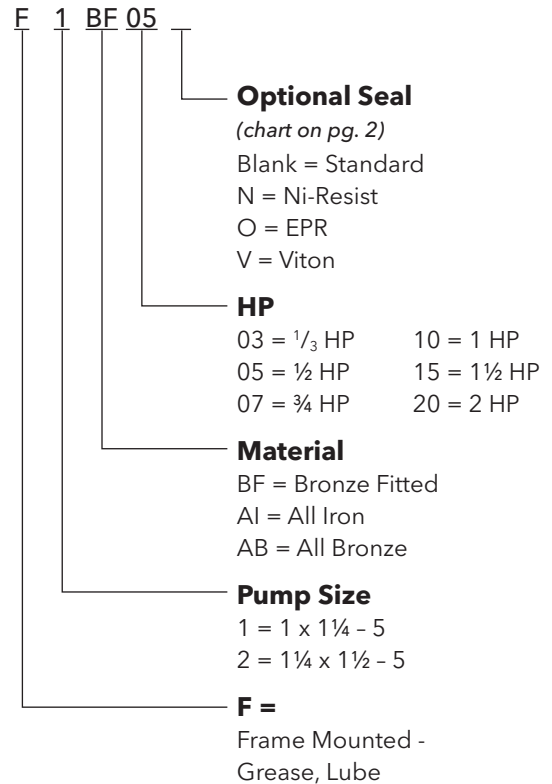 F 1 BF 05
Optional Seal
(chart on pg. 2)
Blank = Standard
N = Ni-Resist
O = EPR
V = Viton
HP
03 = 1/3 HP 10 = 1 HP
05 = ½ HP 15 = 1½ HP
07 = ¾ HP 20 = 2 HP
Material
BF = Bronze Fitted
AI = All Iron
AB = All Bronze
Pump Size
1 = 1 x 1¼ – 5
2 = 1¼ x 1½ – 5
F =
Frame Mounted -
Grease, Lube